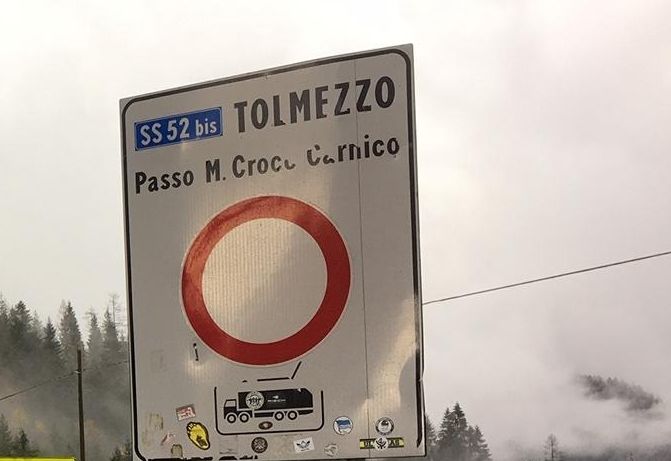 SS 52 bis TOLMEZZO
Passo M. Croce Carnico